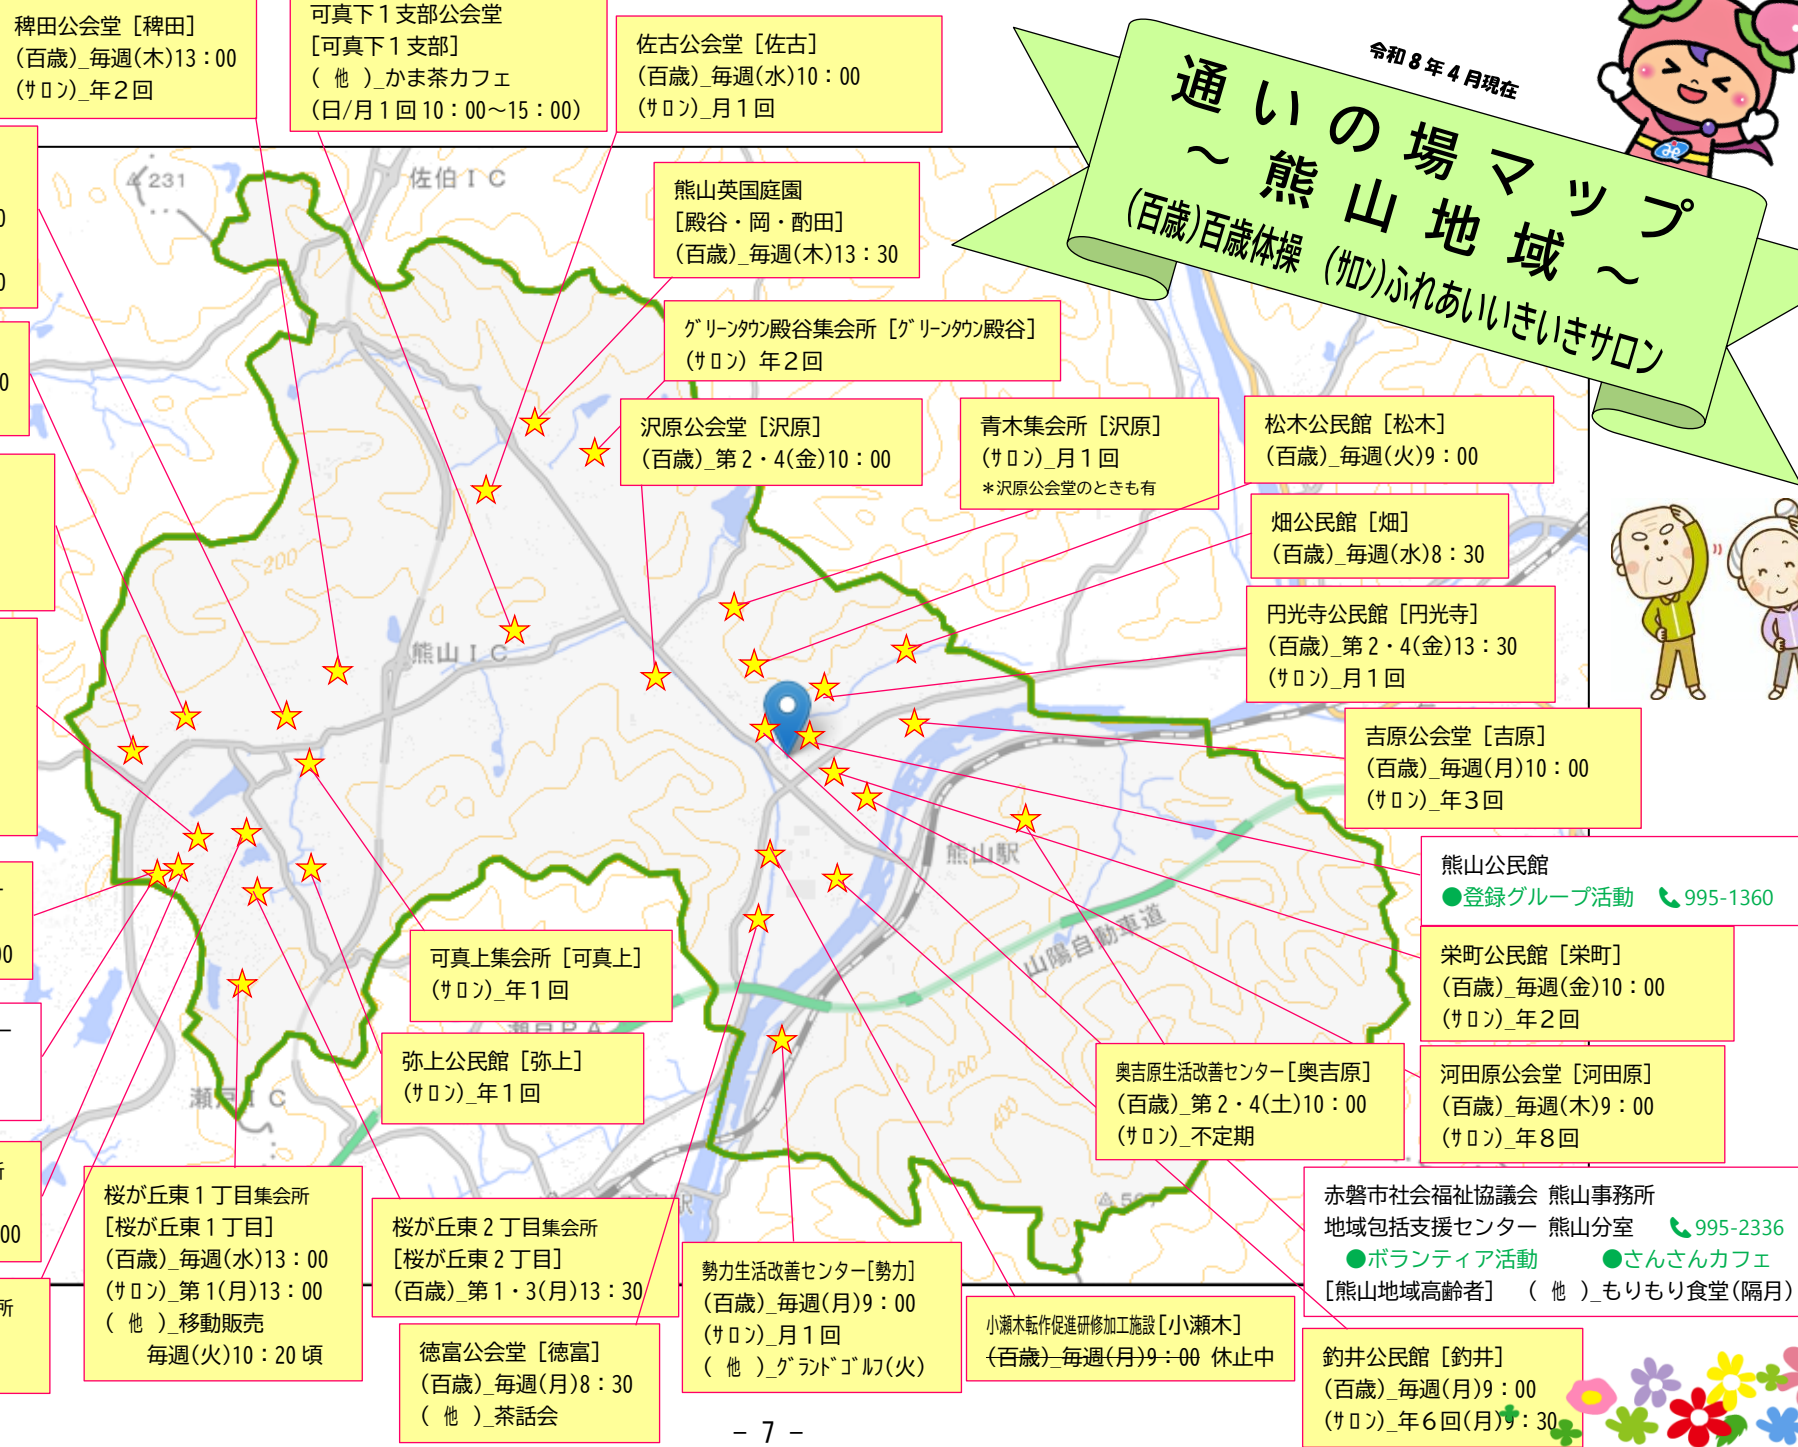 令和８年４月現在
通いの場マップ
～熊山地域～
(百歳)百歳体操　(ｻﾛﾝ)ふれあいいきいきサロン
稗田公会堂［稗田］
(百歳)_毎週(木)13：00
(サロン)_年２回
可真下１支部公会堂
[可真下１支部]
( 他 )_かま茶カフェ
(日/月１回 10：00～15：00)
佐古公会堂［佐古］
(百歳)_毎週(水)10：00
(サロン)_月１回
熊山英国庭園
[殿谷・岡・酌田]
(百歳)_毎週(木)13：30
ｸﾞﾘｰﾝﾀｳﾝ殿谷集会所［ｸﾞﾘｰﾝﾀｳﾝ殿谷］
(サロン) 年２回
沢原公会堂［沢原］
(百歳)_第２・４(金)10：00
青木集会所［沢原］
(サロン)_月１回
＊沢原公会堂のときも有
松木公民館［松木］
(百歳)_毎週(火)9：00
畑公民館［畑］
(百歳)_毎週(水)8：30
円光寺公民館［円光寺］
(百歳)_第２・４(金)13：30
(サロン)_月１回
吉原公会堂［吉原］
(百歳)_毎週(月)10：00
(サロン)_年３回
熊山公民館
●登録グループ活動　📞995-1360
栄町公民館［栄町］
(百歳)_毎週(金)10：00
(サロン)_年２回
河田原公会堂［河田原］
(百歳)_毎週(木)9：00
(サロン)_年８回
奥吉原生活改善センター[奥吉原]
(百歳)_第２・４(土)10：00
(サロン)_不定期
赤磐市社会福祉協議会 熊山事務所
地域包括支援センター 熊山分室　📞995-2336
●ボランティア活動　●さんさんカフェ
[熊山地域高齢者]　( 他 )_もりもり食堂(隔月)
釣井公民館［釣井］
(百歳)_毎週(月)9：00
(サロン)_年６回(月)9：30
小瀬木転作促進研修加工施設[小瀬木]
(百歳)_毎週(月)9：00 休止中
勢力生活改善センター[勢力]
(百歳)_毎週(月)9：00
(サロン)_月１回
( 他 )_ｸﾞﾗﾝﾄﾞｺﾞﾙﾌ(火)
徳富公会堂［徳富］
(百歳)_毎週(月)8：30
( 他 )_茶話会
桜が丘東２丁目集会所
[桜が丘東２丁目]
(百歳)_第１・３(月)13：30
桜が丘東１丁目集会所
[桜が丘東１丁目]
(百歳)_毎週(水)13：00
(サロン)_第１(月)13：00
( 他 )_移動販売
毎週(火)10：20 頃
可真上集会所［可真上］
(サロン)_年１回
弥上公民館［弥上］
(サロン)_年１回
231
佐伯ＩＣ
200
熊山ＩＣ
熊山駅
山陽自動車道
瀬戸ＰＡ
瀬戸ＩＣ
200
400
- 7 -